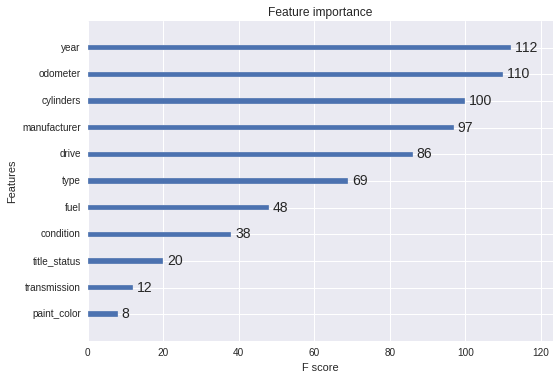 Feature importance
year 112
odometer 110
cylinders 100
manufacturer 97
drive 86
type 69
fuel 48
condition 38
title_status 20
transmission 12
paint_color 8
Features
0 20 40 60 80 100 120
F score